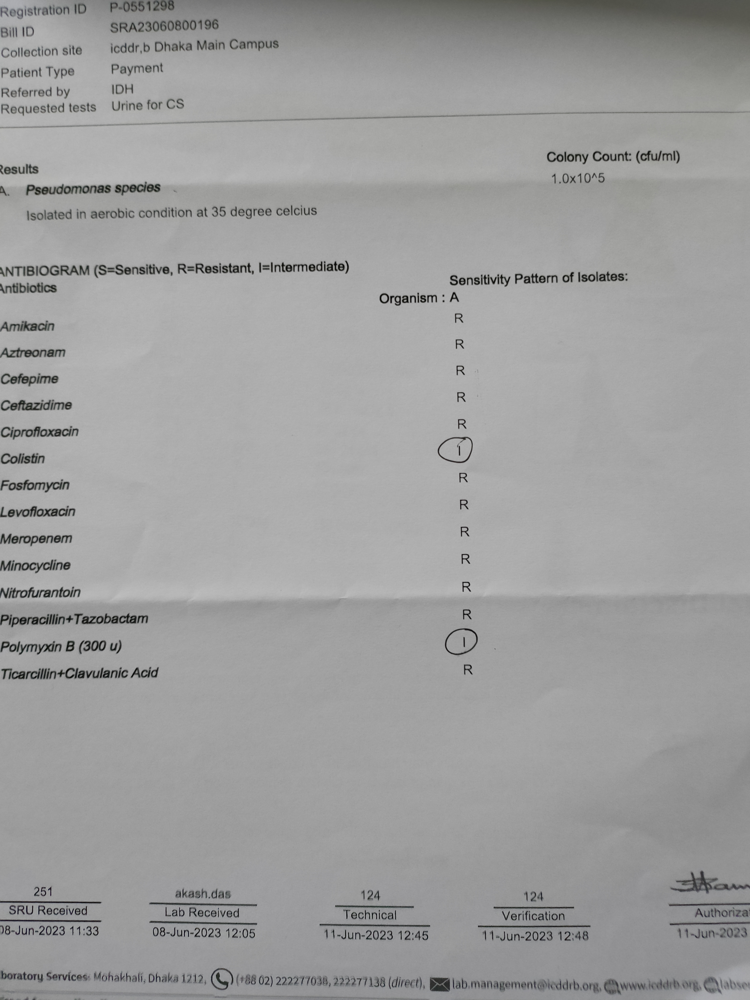 Registration ID P-0551298
Bill ID SRA23060800196
Collection site icddr,b Dhaka Main Campus
Patient Type Payment
Referred by IDH
Requested tests Urine for CS
Results Colony Count: (cfu/ml)
A. Pseudomonas species 1.0x10^5
Isolated in aerobic condition at 35 degree celcius
ANTIBIOGRAM (S=Sensitive, R=Resistant, I=Intermediate)
Antibiotics Sensitivity Pattern of Isolates:
Organism : A
Amikacin R
Aztreonam R
Cefepime R
Ceftazidime R
Ciprofloxacin R
Colistin I
Fosfomycin R
Levofloxacin R
Meropenem R
Minocycline R
Nitrofurantoin R
Piperacillin+Tazobactam R
Polymyxin B (300 u) I
Ticarcillin+Clavulanic Acid R
251 akash.das 124 124
SRU Received Lab Received Technical Verification Authoriza
08-Jun-2023 11:33 08-Jun-2023 12:05 11-Jun-2023 12:45 11-Jun-2023 12:48 11-Jun-2023
boratory Services: Mohakhali, Dhaka 1212, (+88 02) 222277038, 222277138 (direct), lab.management@icddrb.org, www.icddrb.org, labser